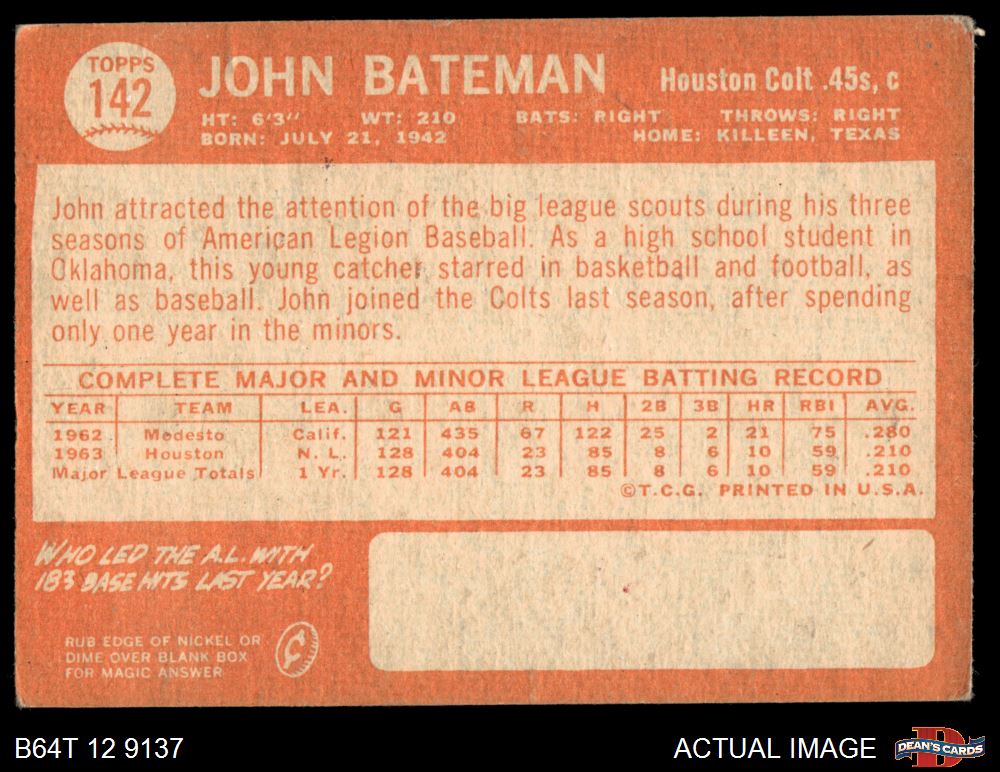 TOPPS
142
JOHN BATEMAN
Houston Colt .45s, c
HT: 6'3" WT: 210 BATS: RIGHT THROWS: RIGHT
BORN: JULY 21, 1942 HOME: KILLEEN, TEXAS
John attracted the attention of the big league scouts during his three
seasons of American Legion Baseball. As a high school student in
Oklahoma, this young catcher starred in basketball and football, as
well as baseball. John joined the Colts last season, after spending
only one year in the minors.
COMPLETE MAJOR AND MINOR LEAGUE BATTING RECORD
YEAR TEAM LEA. G AB R H 2B 3B HR RBI AVG.
1962 Modesto Calif. 121 435 67 122 25 2 21 75 .280
1963 Houston N. L. 128 404 23 85 8 6 10 59 .210
Major League Totals 1 Yr. 128 404 23 85 8 6 10 59 .210
©T.C.G. PRINTED IN U.S.A.
WHO LED THE A.L. WITH
183 BASE HITS LAST YEAR?
RUB EDGE OF NICKEL OR
DIME OVER BLANK BOX
FOR MAGIC ANSWER
B64T 12 9137
ACTUAL IMAGE
DEAN'S CARDS